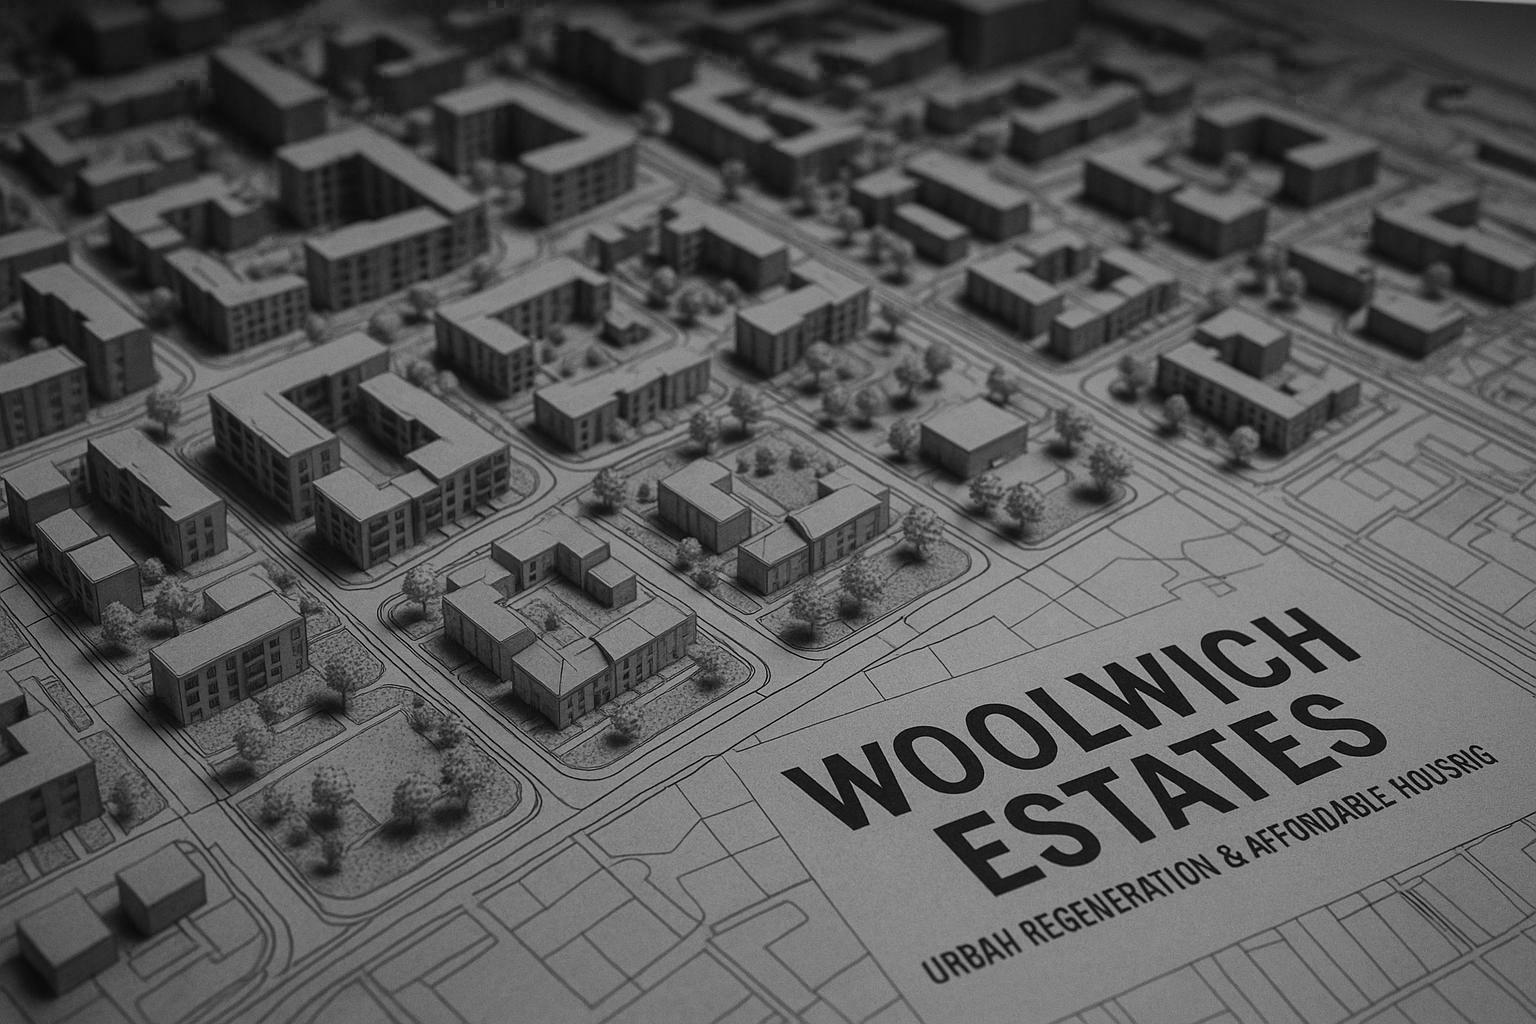 WOOLWICH
ESTATES
URBAH REGENERATION & AFFONDABLE HOUSRIG